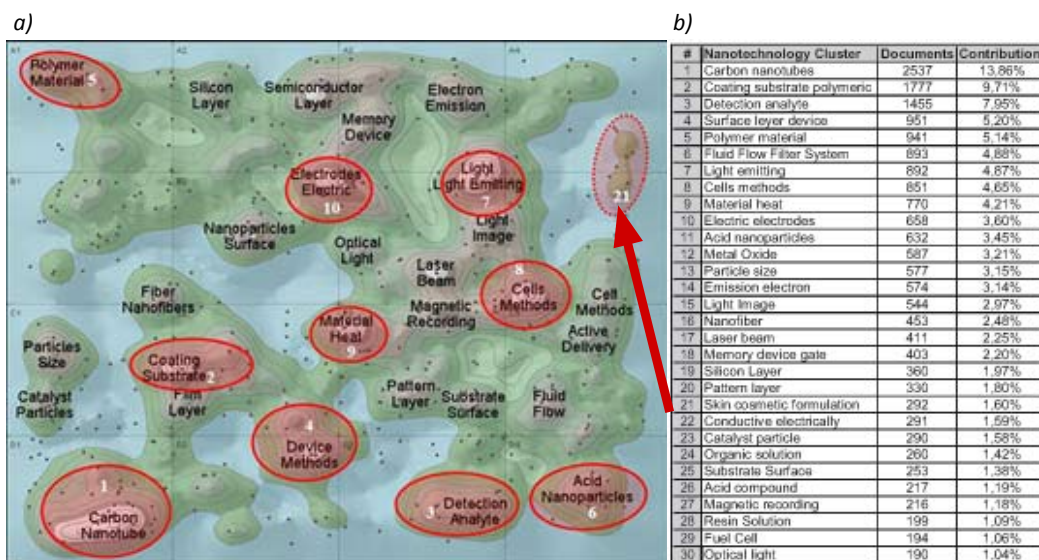 a)
b)
A1
A2
A3
A4
Polymer
Material
5
Silicon
Layer
Semiconductor
Layer
Electron
Emission
Memory
Device
B1
Electrodes
Electric
10
Light
Light Emitting
7
21
Nanoparticles
Surface
Optical
Light
Light
Image
Laser
Beam
8
Cells
Methods
Fiber
Nanofibers
Cell
Methods
Magnetic
Recording
C1
Material
Heat
9
Active
Delivery
Particles
Size
Coating
Substrate
2
Catalyst
Particles
Film
Layer
Pattern
Layer
Substrate
Surface
Fluid
Flow
D1
4
Device
Methods
1
Carbon
Nanotube
3
Detection
Analyte
Acid
Nanoparticles
6
# Nanotechnology Cluster Documents Contribution
1 Carbon nanotubes 2537 13,86%
2 Coating substrate polymeric 1777 9,71%
3 Detection analyte 1455 7,95%
4 Surface leyer device 951 5,20%
5 Polymer material 941 5,14%
6 Fluid Flow Filter System 893 4,88%
7 Light emitting 892 4,87%
8 Cells methods 851 4,65%
9 Material heat 770 4,21%
10 Electric electrodes 658 3,60%
11 Acid nanoparticles 632 3,45%
12 Metal Oxide 587 3,21%
13 Particle size 577 3,15%
14 Emission electron 574 3,14%
15 Light Image 544 2,97%
16 Nanofiber 453 2,48%
17 Laser beam 411 2,25%
18 Memory device gate 403 2,20%
19 Silicon Layer 360 1,97%
20 Pattern layer 330 1,80%
21 Skin cosmetic formulation 292 1,60%
22 Conductive electrically 291 1,59%
23 Catalyst particle 290 1,58%
24 Organic solution 260 1,42%
25 Substrate Surface 253 1,38%
26 Acid compound 217 1,19%
27 Magnetic recording 216 1,18%
28 Resin Solution 199 1,09%
29 Fuel Cell 194 1,06%
30 Optical light 190 1,04%